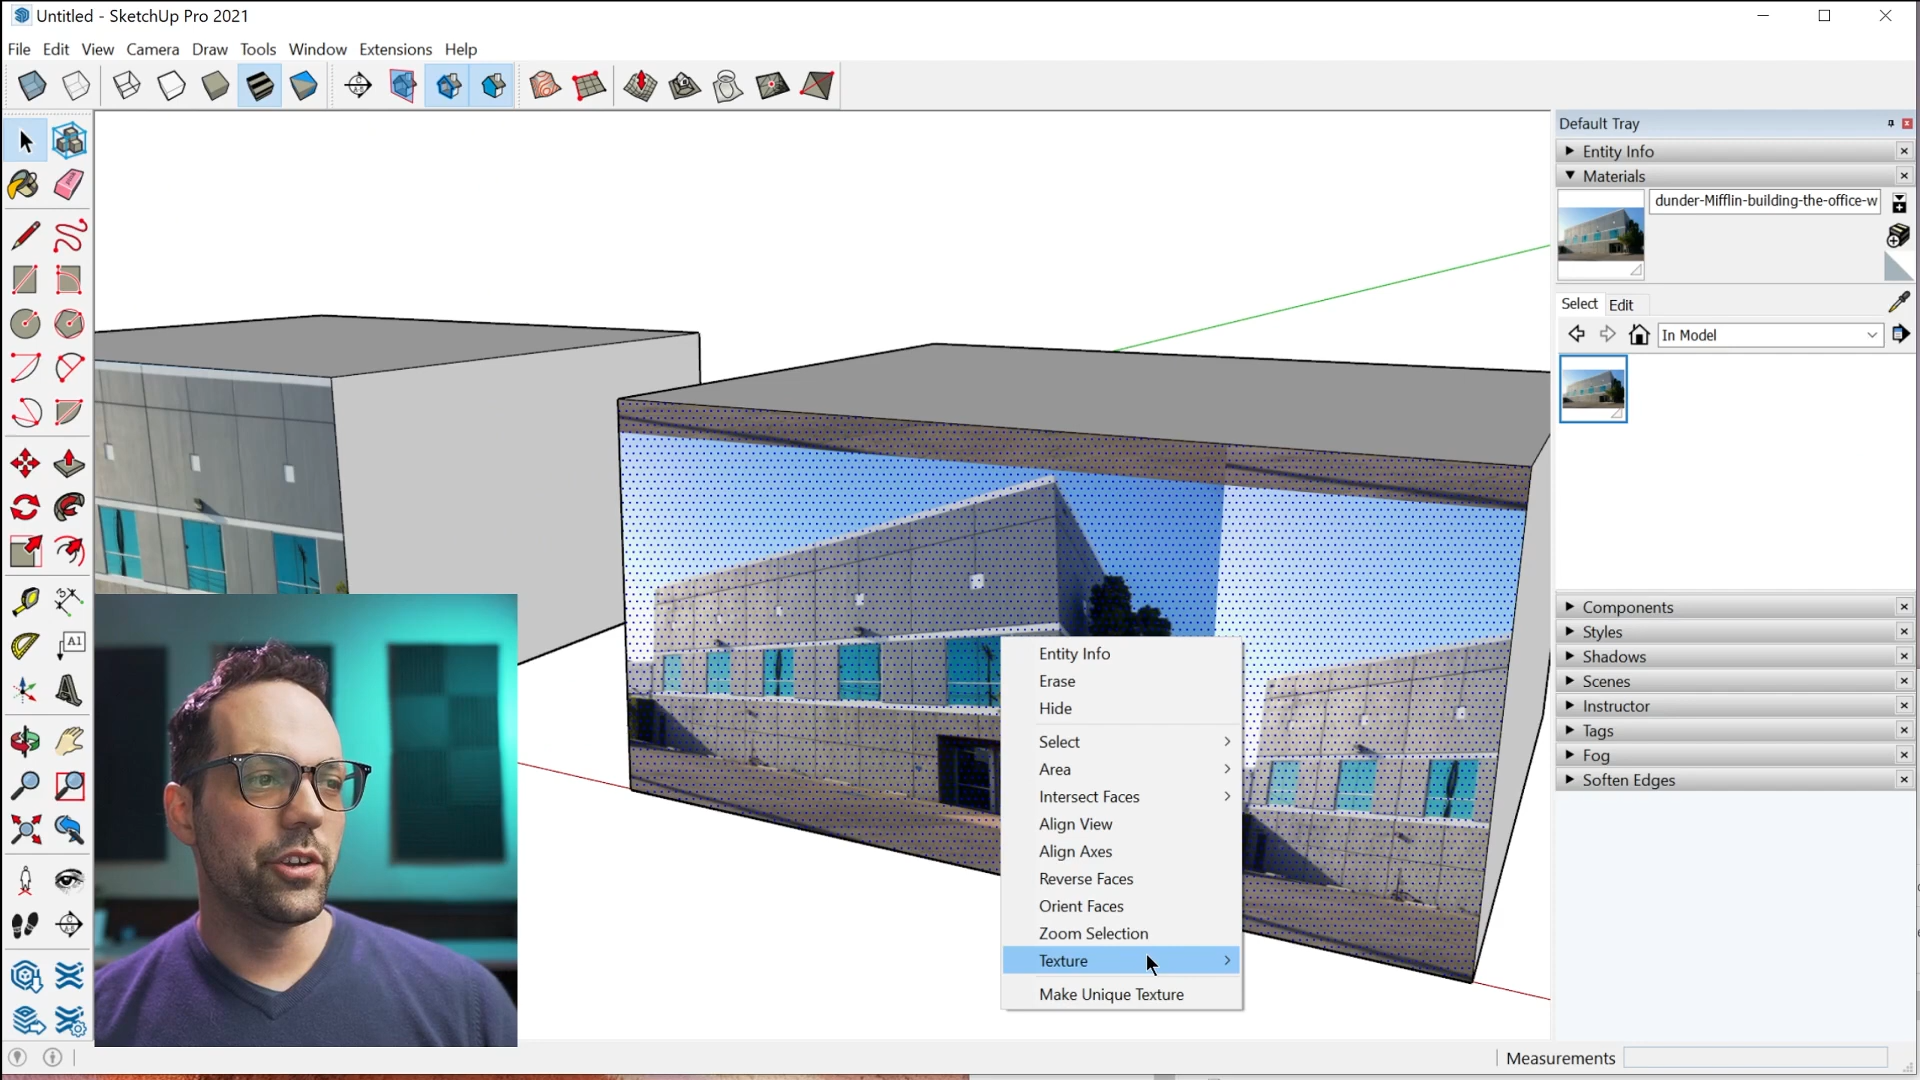 Untitled - SketchUp Pro 2021
File Edit View Camera Draw Tools Window Extensions Help
Default Tray
Entity Info
Materials
dunder-Mifflin-building-the-office-w
Select Edit
In Model
Components
Styles
Shadows
Scenes
Instructor
Tags
Fog
Soften Edges
A1
Entity Info
Erase
Hide
Select
Area
Intersect Faces
Align View
Align Axes
Reverse Faces
Orient Faces
Zoom Selection
Texture
Make Unique Texture
Measurements